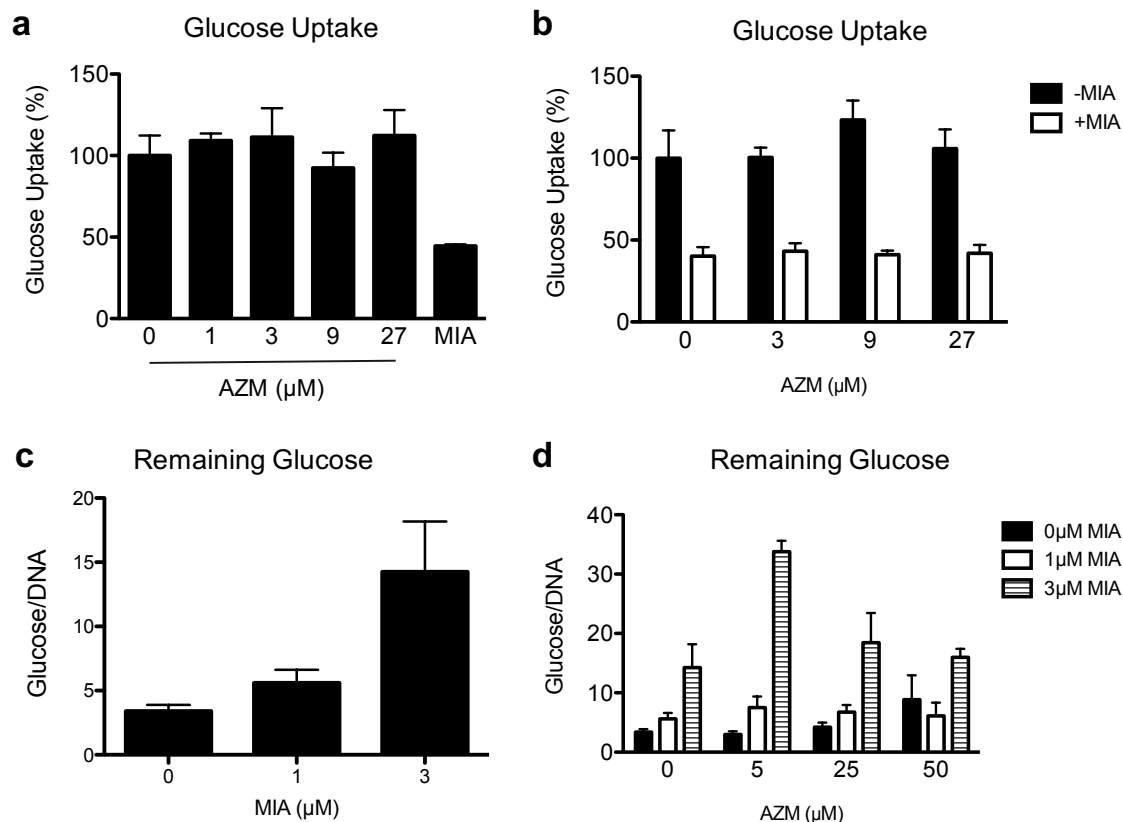 a
Glucose Uptake
Glucose Uptake (%)
150
100
50
0
0 1 3 9 27 MIA
AZM (µM)
b
Glucose Uptake
Glucose Uptake (%)
150
100
50
0
0 3 9 27
AZM (µM)
-MIA
+MIA
c
Remaining Glucose
Glucose/DNA
20
15
10
5
0
0 1 3
MIA (µM)
d
Remaining Glucose
Glucose/DNA
40
30
20
10
0
0 5 25 50
AZM (µM)
0µM MIA
1µM MIA
3µM MIA